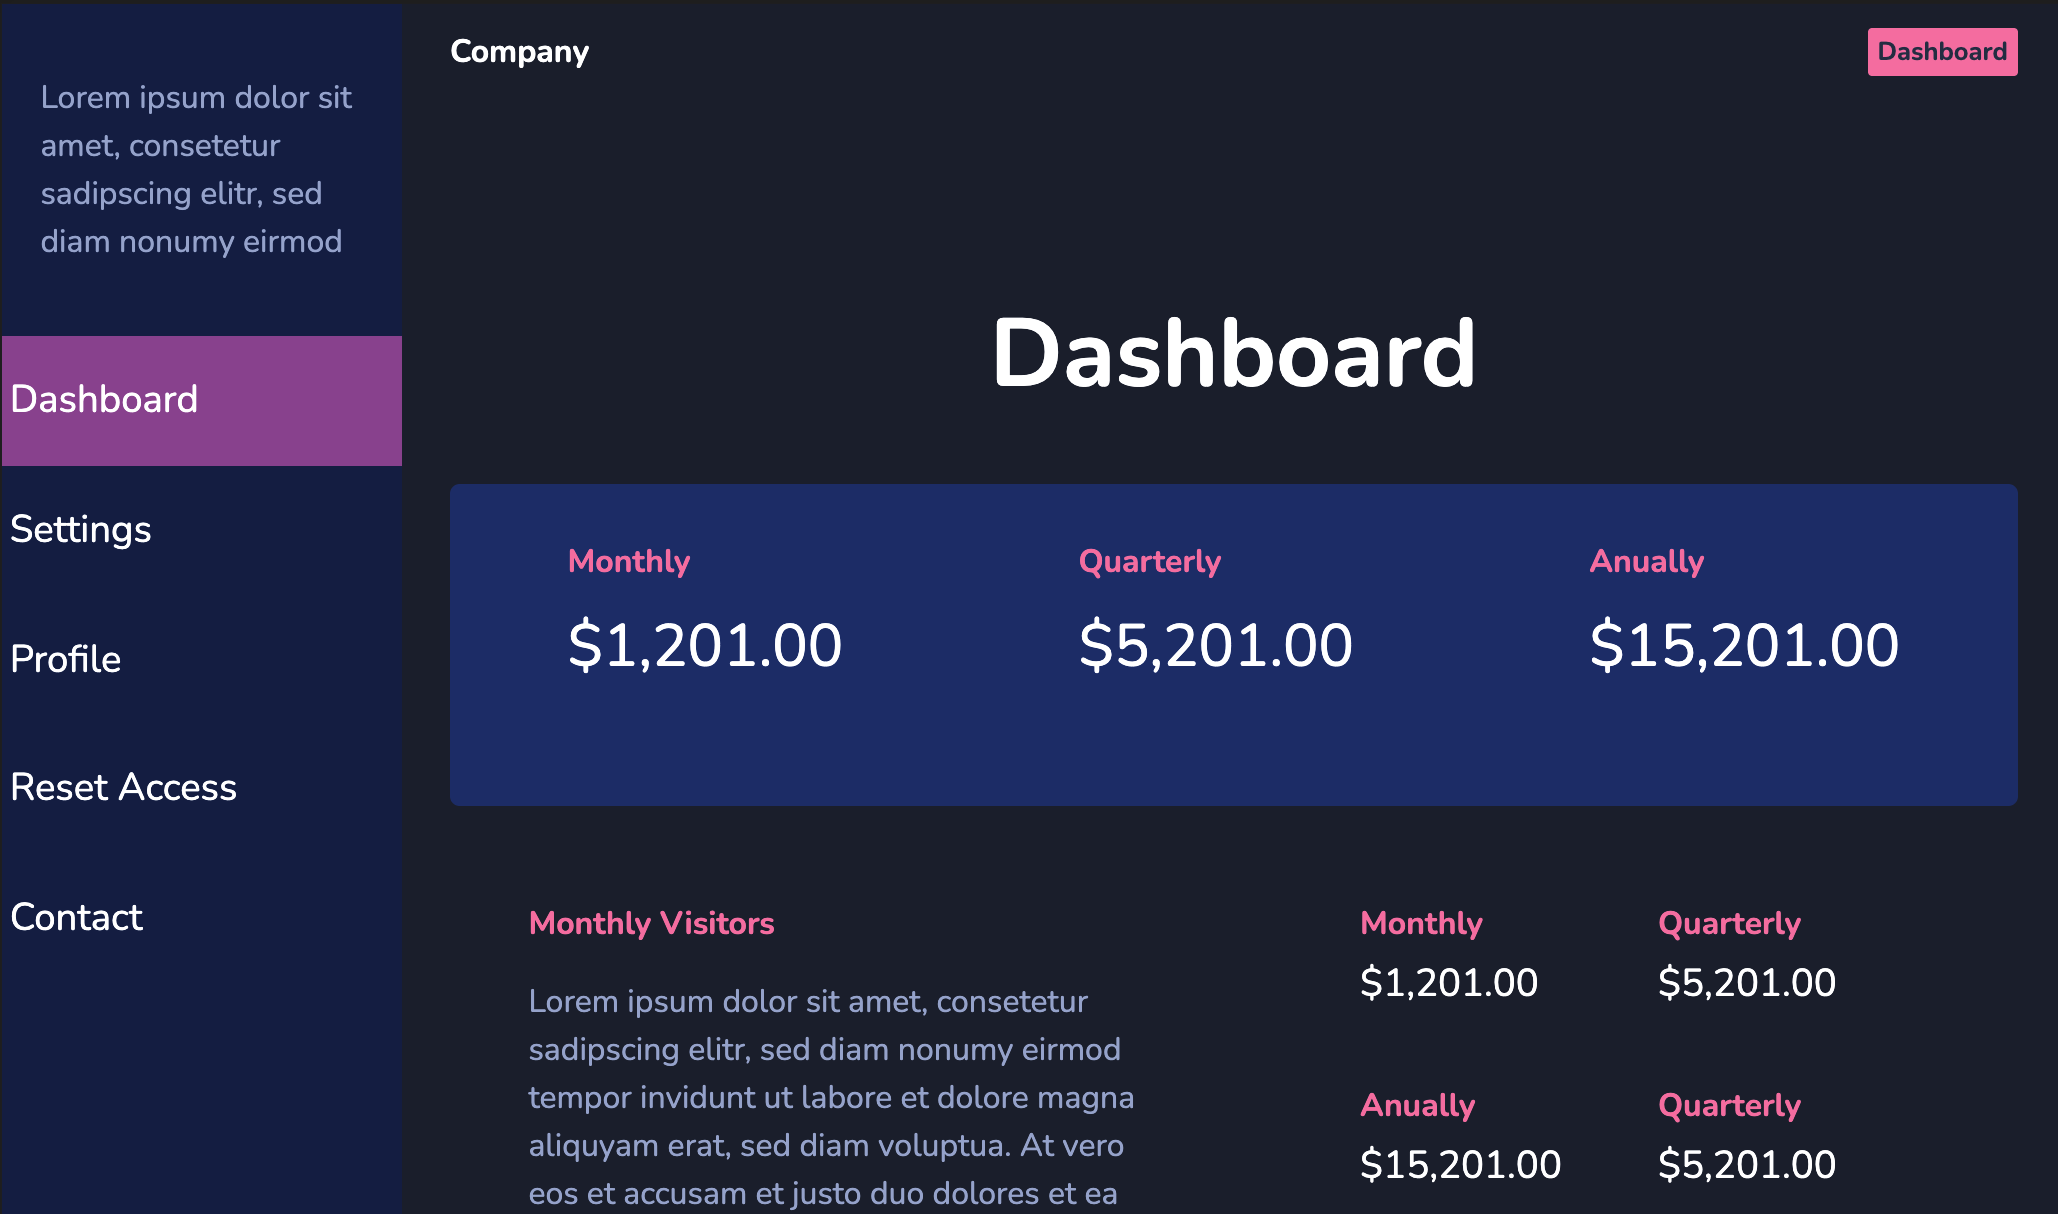 Lorem ipsum dolor sit
amet, consetetur
sadipscing elitr, sed
diam nonumy eirmod
Dashboard
Settings
Profile
Reset Access
Contact
Company
Dashboard
Dashboard
Monthly
$1,201.00
Quarterly
$5,201.00
Anually
$15,201.00
Monthly Visitors
Lorem ipsum dolor sit amet, consetetur
sadipscing elitr, sed diam nonumy eirmod
tempor invidunt ut labore et dolore magna
aliquyam erat, sed diam voluptua. At vero
eos et accusam et justo duo dolores et ea
Monthly
$1,201.00
Quarterly
$5,201.00
Anually
$15,201.00
Quarterly
$5,201.00